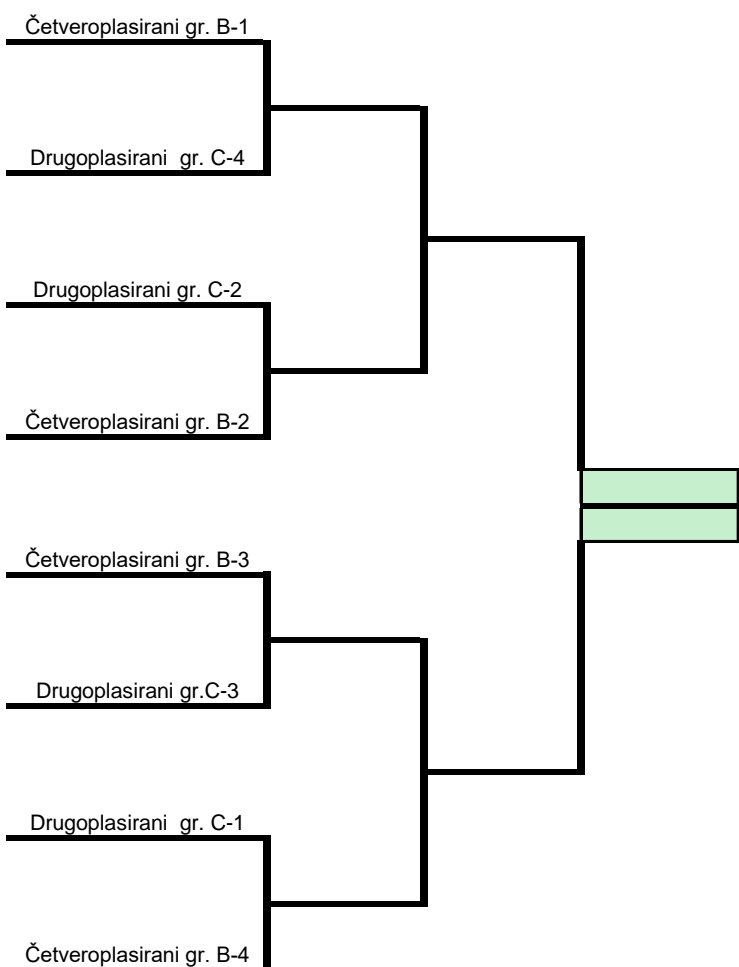 Četveroplasirani gr. B-1
Drugoplasirani  gr. C-4
Drugoplasirani gr. C-2
Četveroplasirani gr. B-2
Četveroplasirani gr. B-3
Drugoplasirani gr.C-3
Drugoplasirani  gr. C-1
Četveroplasirani gr. B-4